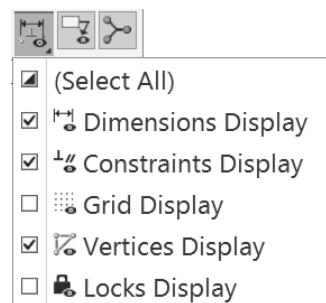 (Select All)
Dimensions Display
Constraints Display
Grid Display
Vertices Display
Locks Display